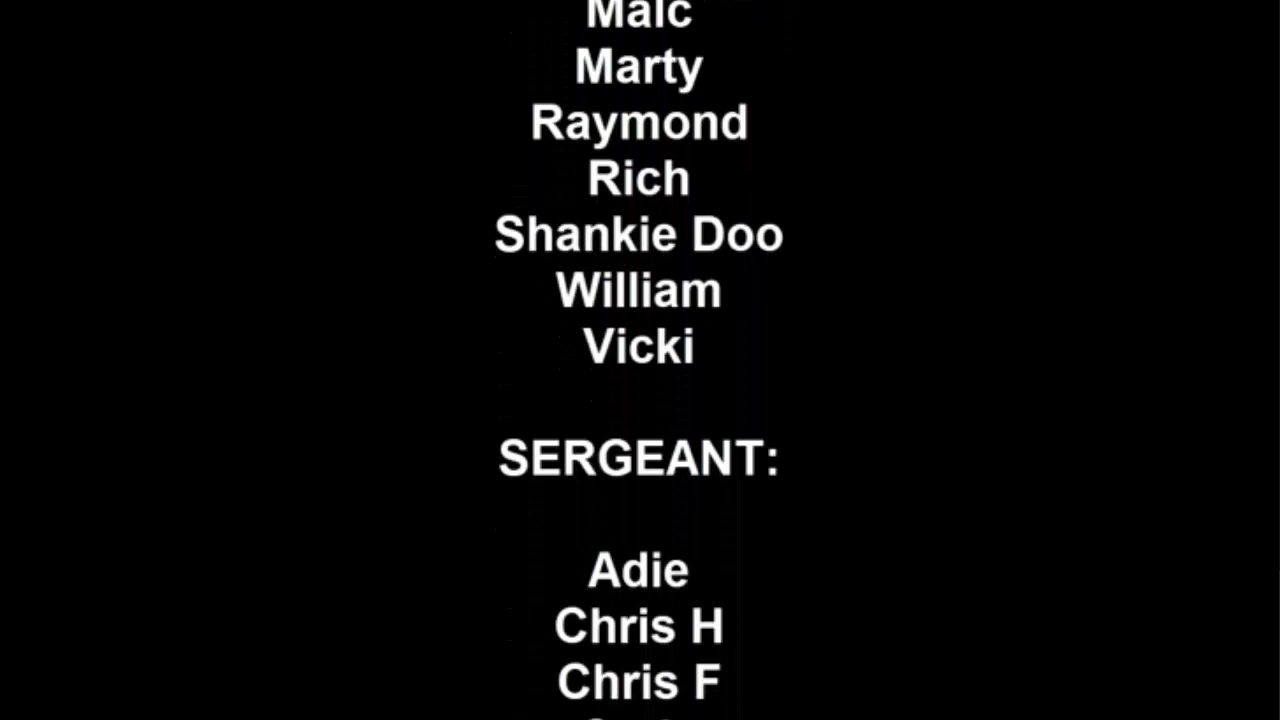 Malc
Marty
Raymond
Rich
Shankie Doo
William
Vicki
SERGEANT:
Adie
Chris H
Chris F